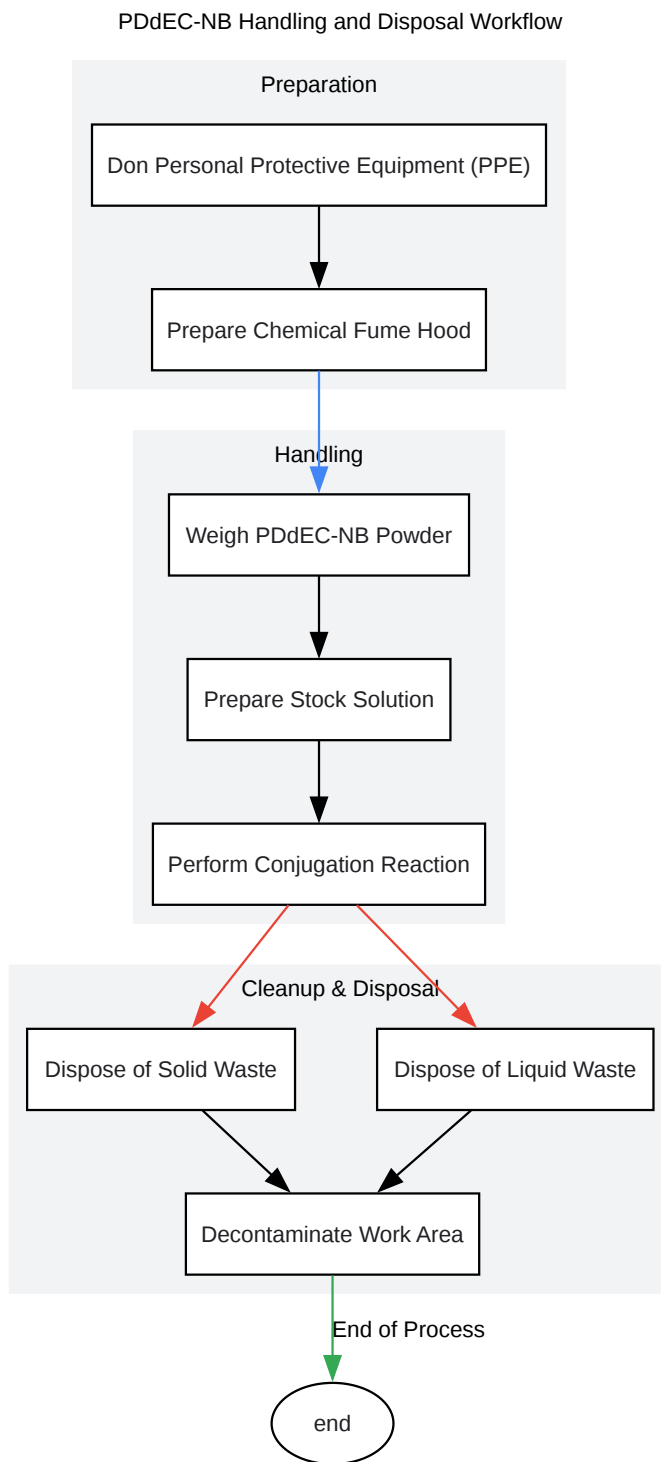 PDdEC-NB Handling and Disposal Workflow
Preparation
Don Personal Protective Equipment (PPE)
Prepare Chemical Fume Hood
Handling
Weigh PDdEC-NB Powder
Prepare Stock Solution
Perform Conjugation Reaction
Cleanup & Disposal
Dispose of Solid Waste
Dispose of Liquid Waste
Decontaminate Work Area
End of Process
end